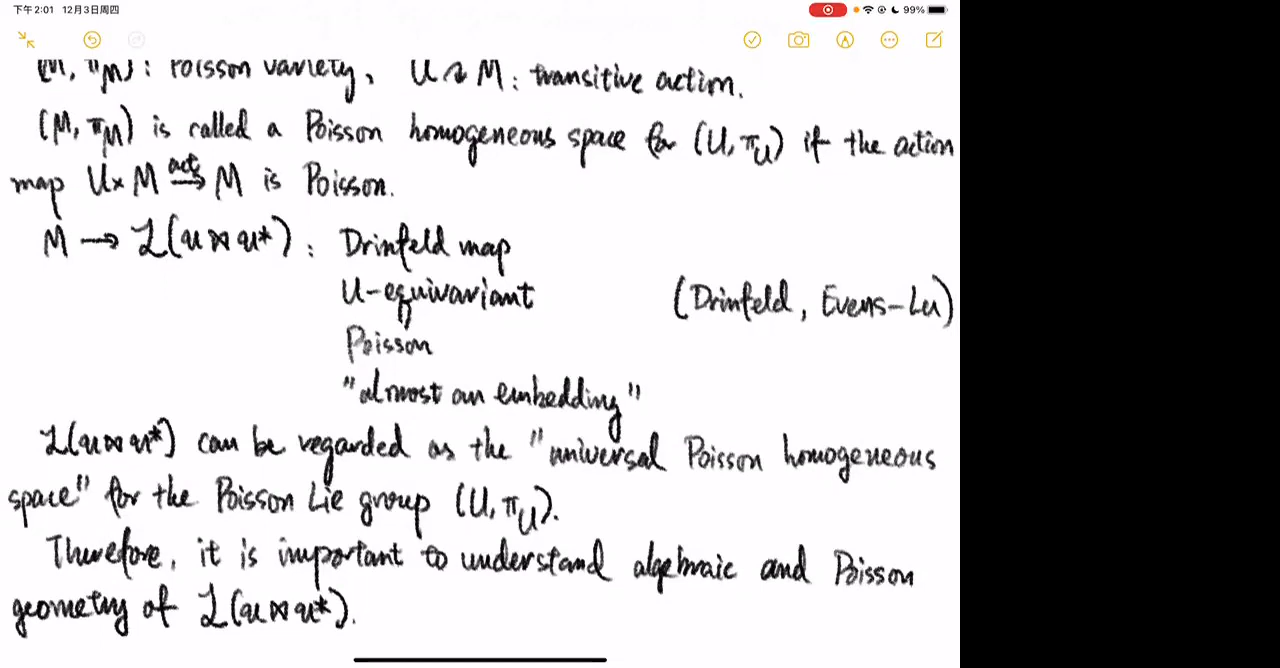 下午2:01 12月3日周四 99%
(M, π_M): Poisson variety, U ↷ M: transitive action.
(M, π_M) is called a Poisson homogeneous space for (U, π_U) if the action
map U × M act→ M is Poisson.
M → ℒ(𝔲 ⋈ 𝔲*): Drinfeld map
U-equivariant (Drinfeld, Evens-Lu)
Poisson
"almost an embedding"
ℒ(𝔲 ⋈ 𝔲*) can be regarded as the "universal Poisson homogeneous
space" for the Poisson Lie group (U, π_U).
Therefore, it is important to understand algebraic and Poisson
geometry of ℒ(𝔲 ⋈ 𝔲*).